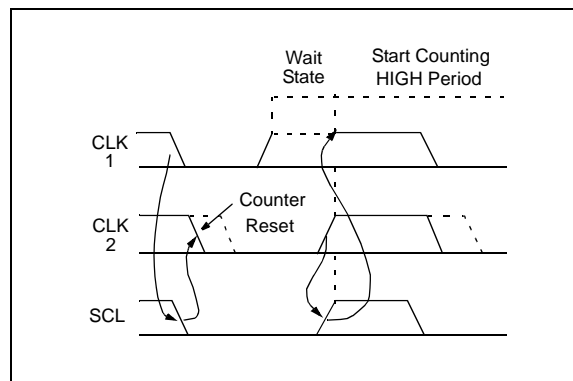 Wait
State
Start Counting
HIGH Period
CLK
1
Counter
Reset
CLK
2
SCL